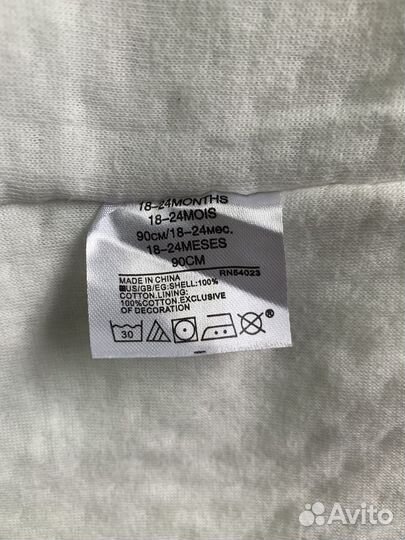 18-24MONTHS
18-24MOIS
90см/18-24мес.
18-24MESES
90CM
MADE IN CHINA RN54023
US/GB/EG:SHELL:100%
COTTON.LINING:
100%COTTON.EXCLUSIVE
OF DECORATION
30
®
Avito